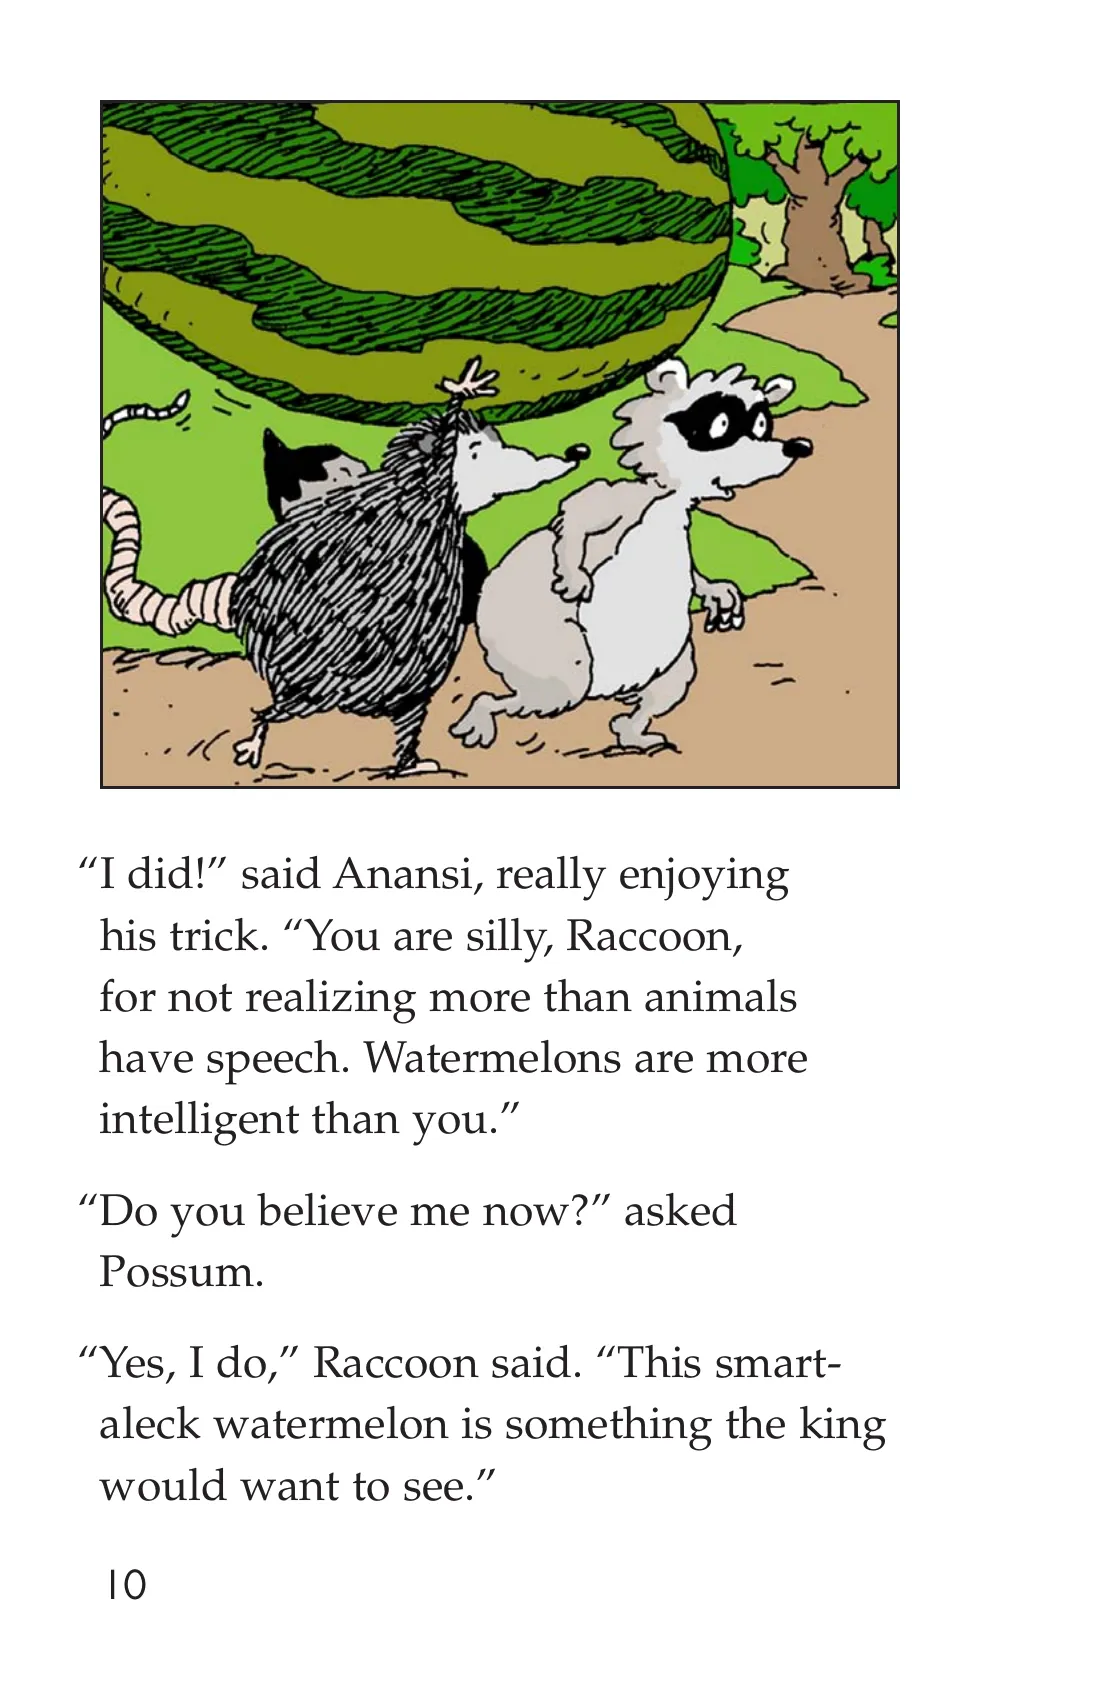 “I did!” said Anansi, really enjoying
his trick. “You are silly, Raccoon,
for not realizing more than animals
have speech. Watermelons are more
intelligent than you.”
“Do you believe me now?” asked
Possum.
“Yes, I do,” Raccoon said. “This smart-
aleck watermelon is something the king
would want to see.”
10